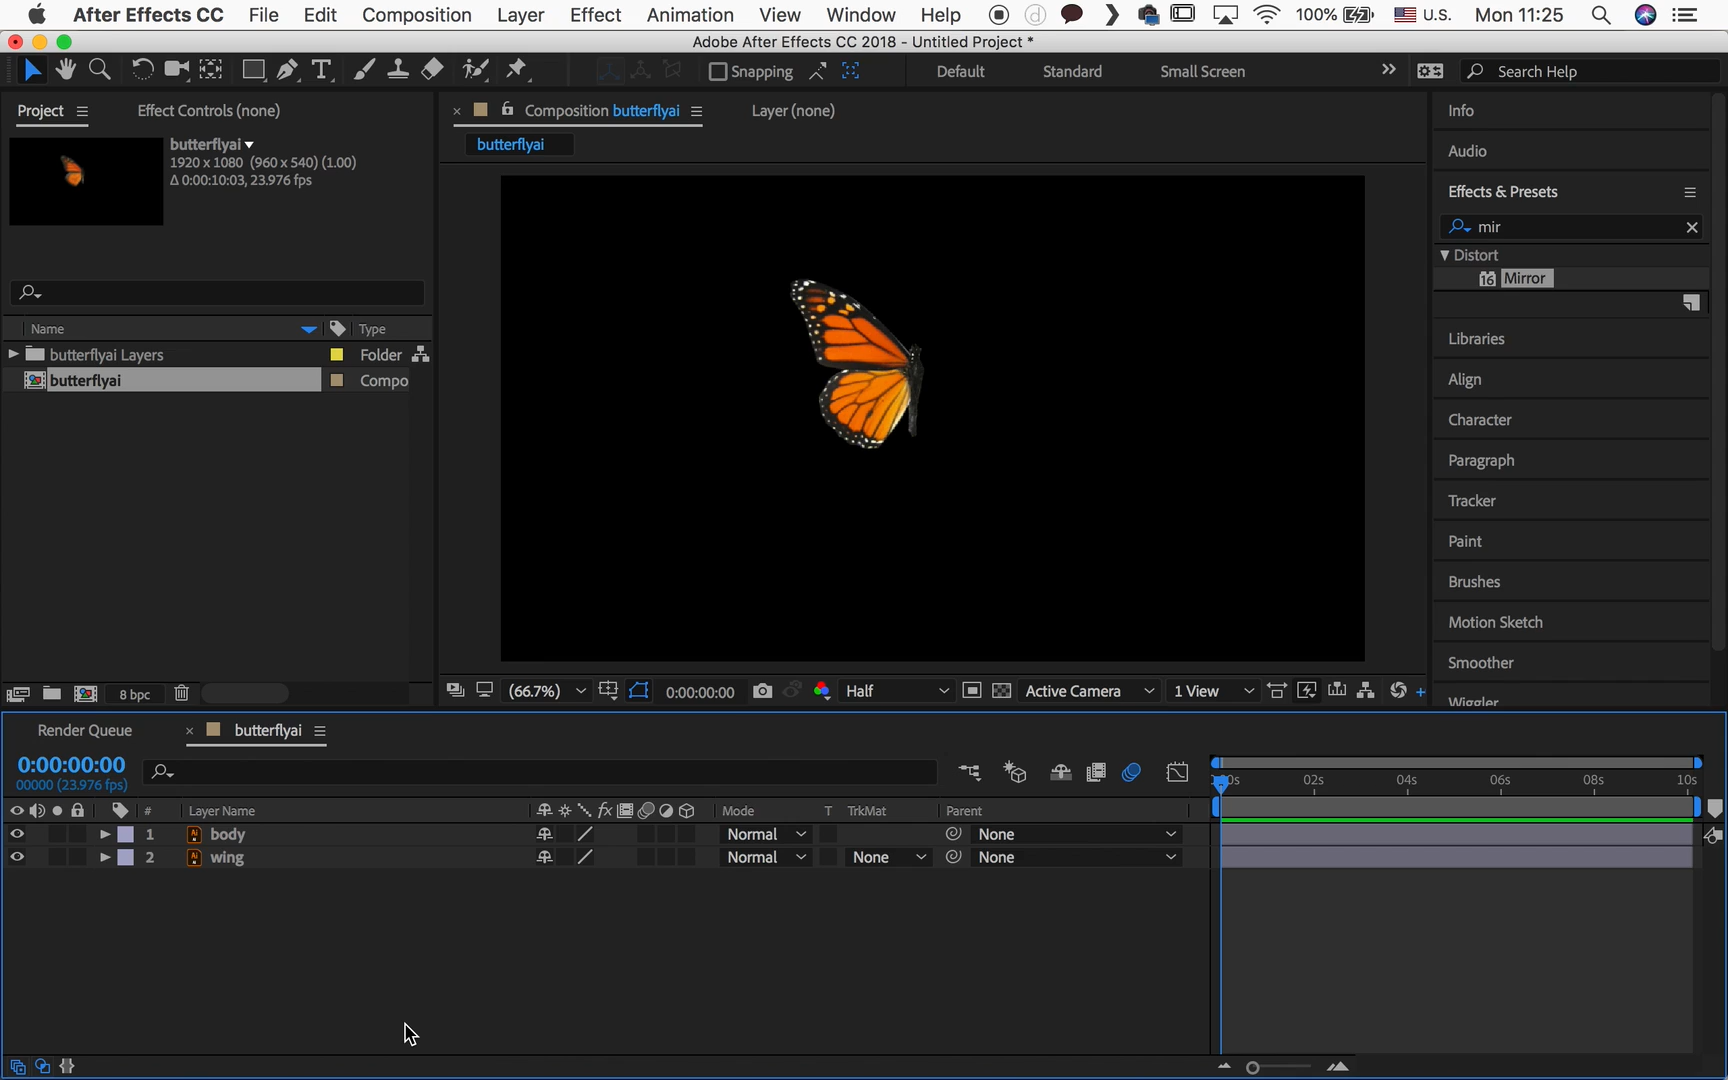 After Effects CC File Edit Composition Layer Effect Animation View Window Help 100% U.S. Mon 11:25
Adobe After Effects CC 2018 - Untitled Project *
Snapping Default Standard Small Screen Search Help
Project Effect Controls (none) Composition butterflyai Layer (none) Info
butterflyai
1920 x 1080 (960 x 540) (1.00)
Δ 0:00:10:03, 23.976 fps
butterflyai
Audio
Effects & Presets
mir
Distort
16 Mirror
Libraries
Align
Character
Paragraph
Tracker
Paint
Brushes
Motion Sketch
Smoother
Wiggler
Name Type
butterflyai Layers Folder
butterflyai Compo
8 bpc
(66.7%) 0:00:00:00 Half Active Camera 1 View
Render Queue butterflyai
0:00:00:00
00000 (23.976 fps)
02s 04s 06s 08s 10s
# Layer Name fx Mode T TrkMat Parent
1 Ai body Normal None
2 Ai wing Normal None None